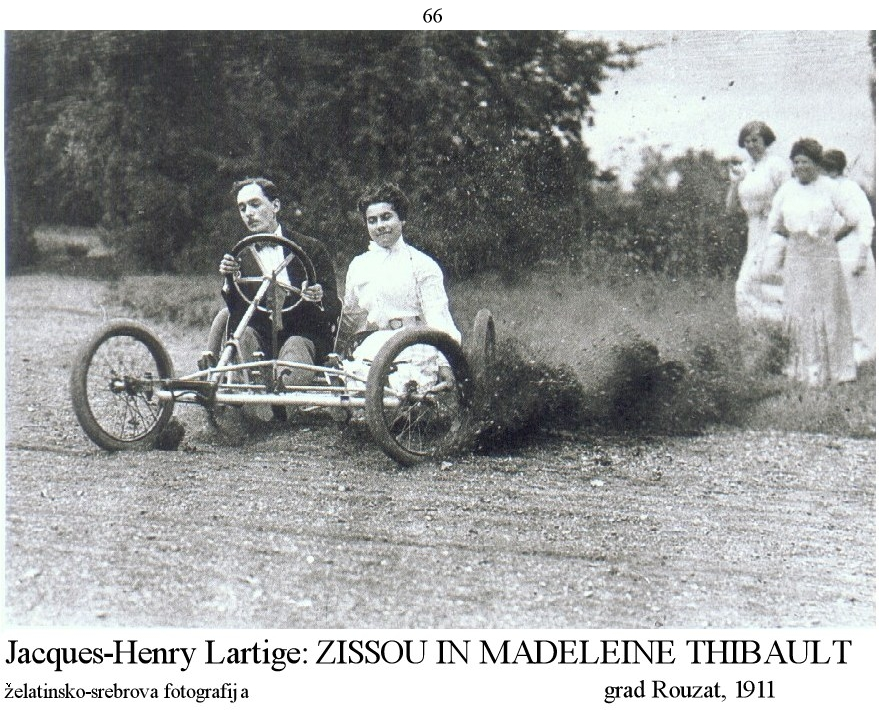 66
Jacques-Henry Lartige: ZISSOU IN MADELEINE THIBAULT
želatinsko-srebrova fotografija grad Rouzat, 1911